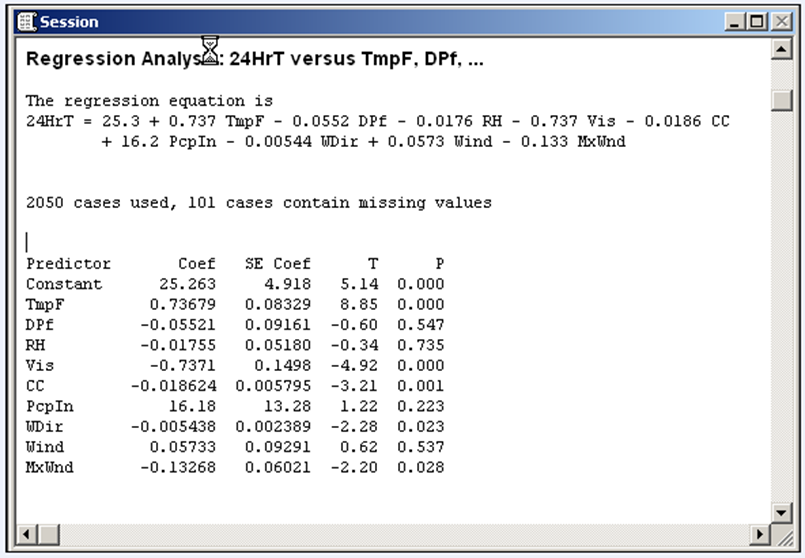 Session
Regression Analys: 24HrT versus TmpF, DPf, ...
The regression equation is
24HrT = 25.3 + 0.737 TmpF - 0.0552 DPf - 0.0176 RH - 0.737 Vis - 0.0186 CC
+ 16.2 PcpIn - 0.00544 WDir + 0.0573 Wind - 0.133 MxWnd
2050 cases used, 101 cases contain missing values
Predictor Coef SE Coef T P
Constant 25.263 4.918 5.14 0.000
TmpF 0.73679 0.08329 8.85 0.000
DPf -0.05521 0.09161 -0.60 0.547
RH -0.01755 0.05180 -0.34 0.735
Vis -0.7371 0.1498 -4.92 0.000
CC -0.018624 0.005795 -3.21 0.001
PcpIn 16.18 13.28 1.22 0.223
WDir -0.005438 0.002389 -2.28 0.023
Wind 0.05733 0.09291 0.62 0.537
MxWnd -0.13268 0.06021 -2.20 0.028